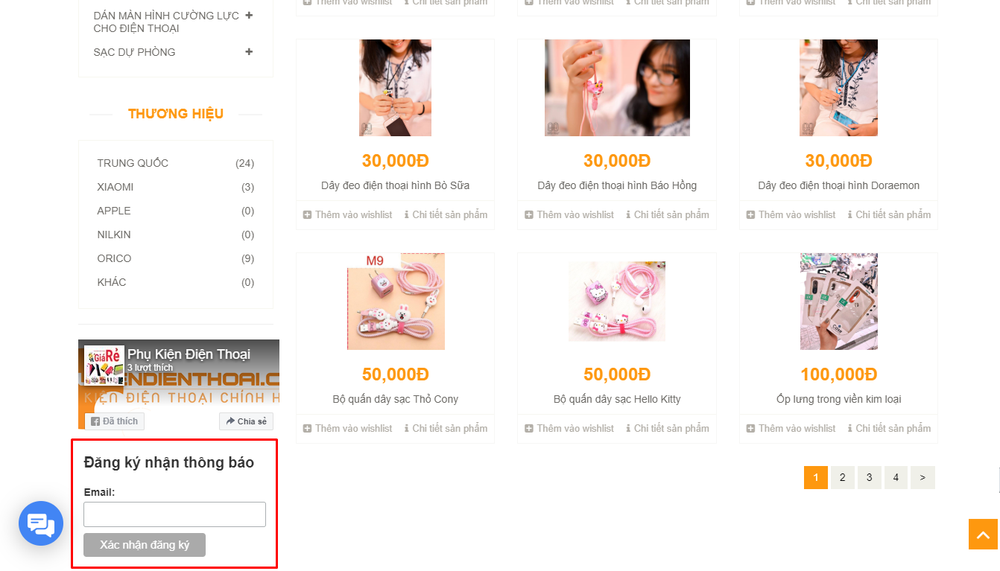 DÁN MẢN HÌNH CƯỜNG LỰC
CHO ĐIỆN THOẠI
SẠC DỰ PHÒNG
THƯƠNG HIỆU
TRUNG QUỐC (24)
XIAOMI (3)
APPLE (0)
NILKIN (0)
ORICO (9)
KHÁC (0)
Phụ Kiện Điện Thoại
3 lượt thích
Giá Rẻ
ENDIENTHOAI.C
KIỆN ĐIỆN THOẠI CHÍNH H
Đã thích
Chia sẻ
Đăng ký nhận thông báo
Email:
Xác nhận đăng ký
Thêm vào wishlist Chi tiết sản phẩm
Thêm vào wishlist Chi tiết sản phẩm
Thêm vào wishlist Chi tiết sản phẩm
30,000Đ
Dây đeo điện thoại hình Bò Sữa
Thêm vào wishlist Chi tiết sản phẩm
30,000Đ
Dây đeo điện thoại hình Báo Hồng
Thêm vào wishlist Chi tiết sản phẩm
30,000Đ
Dây đeo điện thoại hình Doraemon
Thêm vào wishlist Chi tiết sản phẩm
M9
50,000Đ
Bộ quấn dây sạc Thỏ Cony
Thêm vào wishlist Chi tiết sản phẩm
50,000Đ
Bộ quấn dây sạc Hello Kitty
Thêm vào wishlist Chi tiết sản phẩm
Case
100,000Đ
Ốp lưng trong viền kim loại
Thêm vào wishlist Chi tiết sản phẩm
1 2 3 4 >